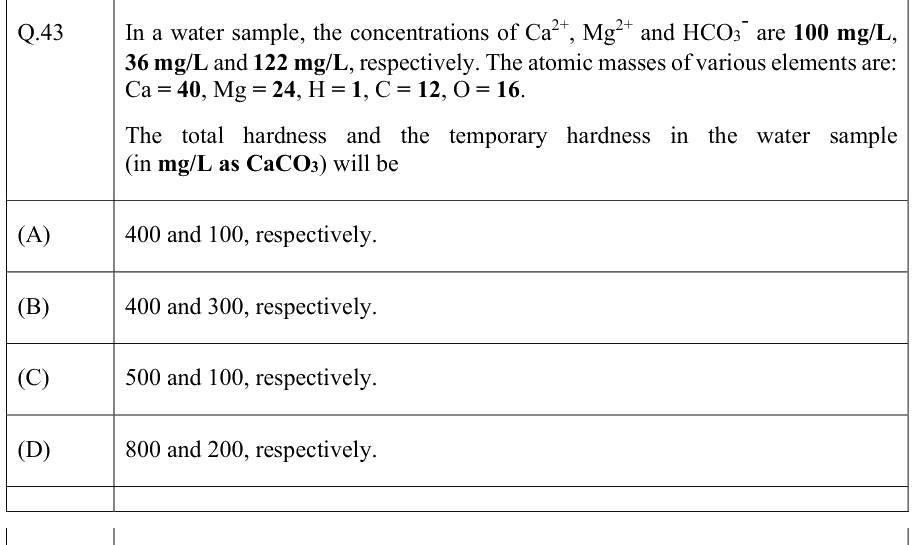 Q.43 In a water sample, the concentrations of Ca²⁺, Mg²⁺ and HCO₃⁻ are 100 mg/L,
36 mg/L and 122 mg/L, respectively. The atomic masses of various elements are:
Ca = 40, Mg = 24, H = 1, C = 12, O = 16.
The total hardness and the temporary hardness in the water sample
(in mg/L as CaCO₃) will be
(A) 400 and 100, respectively.
(B) 400 and 300, respectively.
(C) 500 and 100, respectively.
(D) 800 and 200, respectively.